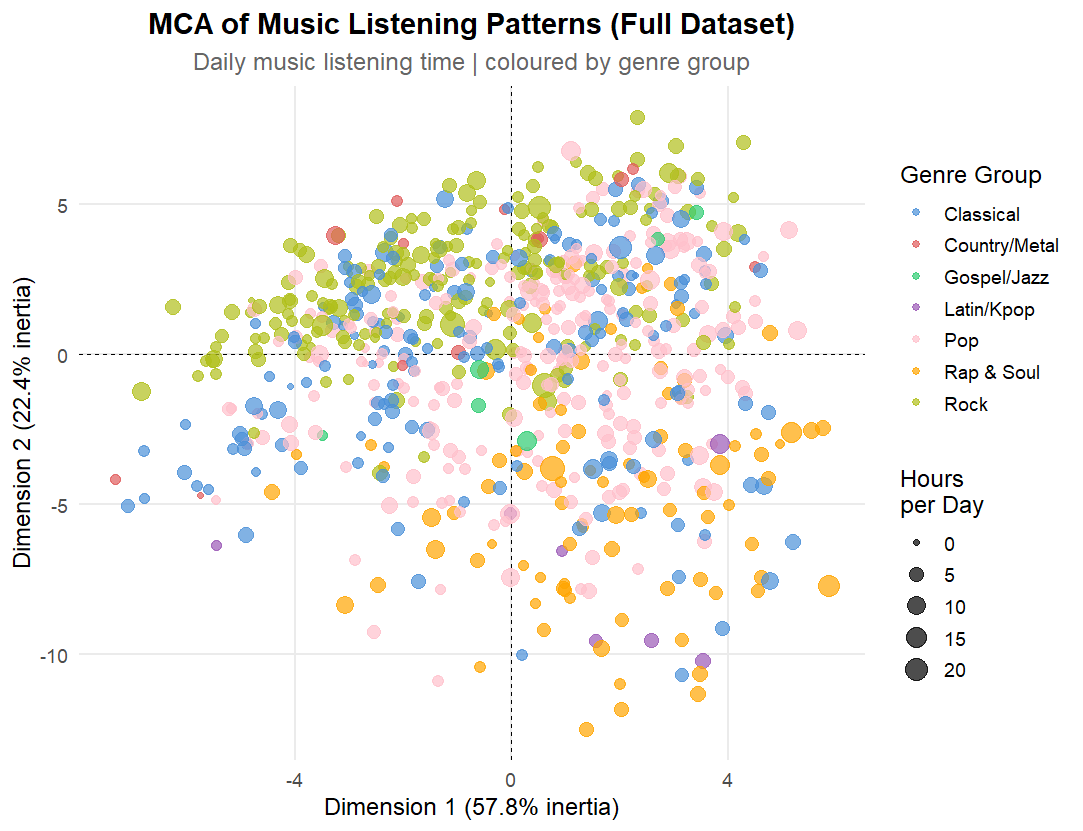 MCA of Music Listening Patterns (Full Dataset)
Daily music listening time | coloured by genre group
Dimension 2 (22.4% inertia)
5
0
-5
-10
-4
0
4
Dimension 1 (57.8% inertia)
Genre Group
Classical
Country/Metal
Gospel/Jazz
Latin/Kpop
Pop
Rap & Soul
Rock
Hours
per Day
0
5
10
15
20